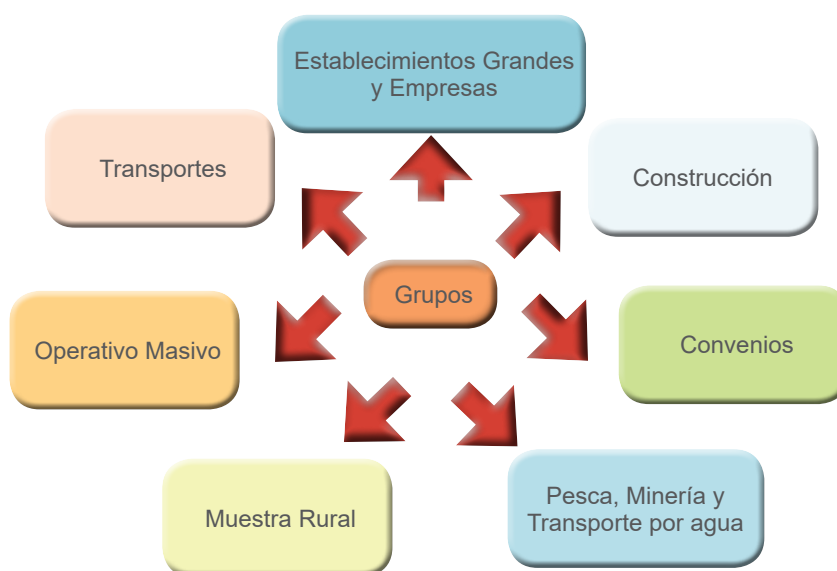 Establecimientos Grandes
y Empresas
Transportes
Construcción
Grupos
Operativo Masivo
Convenios
Muestra Rural
Pesca, Minería y
Transporte por agua